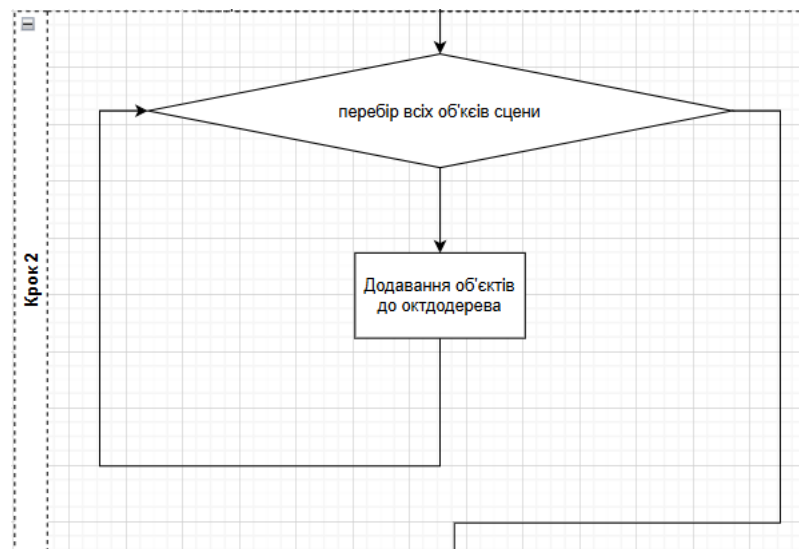 перебір всіх об'кєів сцени
Додавання об'єктів
до октдодерева
Крок 2